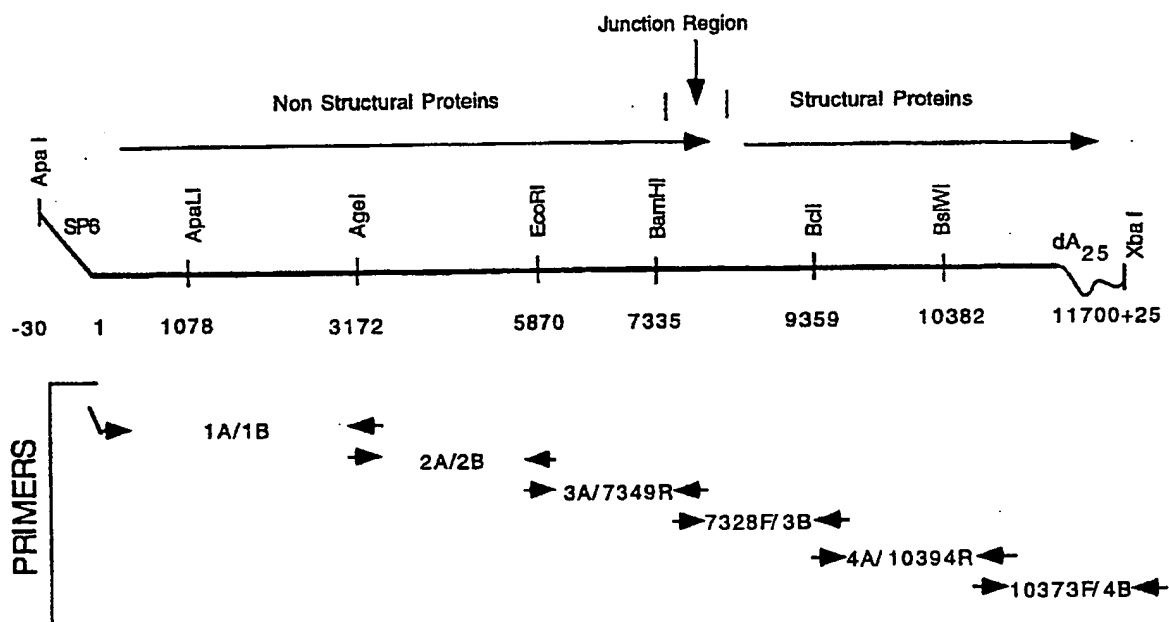 Junction Region
Non Structural Proteins
Structural Proteins
Apa I
SP6
ApaLI
AgeI
EcoRI
BamHI
BclI
BsiWI
dA25
Xba I
-30 1 1078 3172 5870 7335 9359 10382 11700+25
PRIMERS
1A/1B
2A/2B
3A/7349R
7328F/3B
4A/10394R
10373F/4B